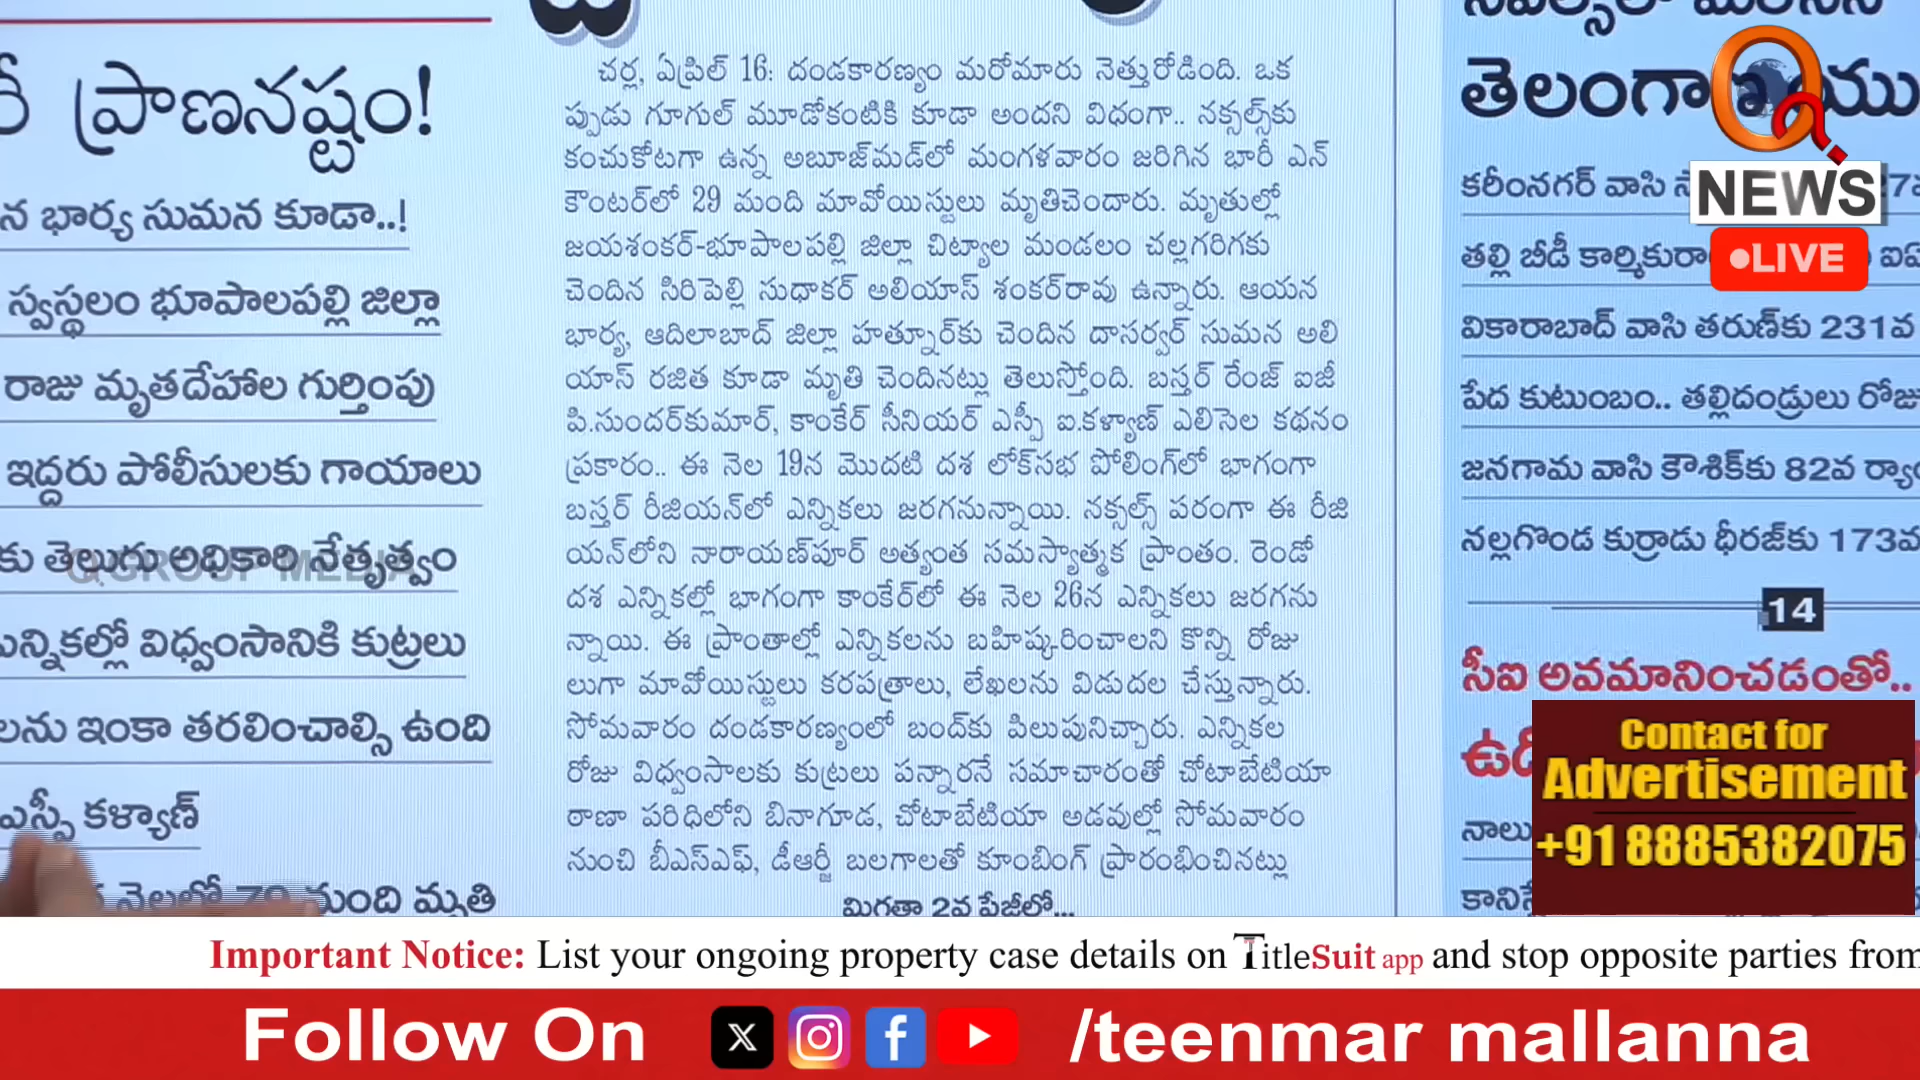 ప్రాణనష్టం!
న భార్య సుమన కూడా..!
స్వస్థలం భూపాలపల్లి జిల్లా
రాజు మృతదేహాల గుర్తింపు
ఇద్దరు పోలీసులకు గాయాలు
కు తెలుగు అధికారి నేతృత్వం
ఎన్నికల్లో విధ్వంసానికి కుట్రలు
లను ఇంకా తరలించాల్సి ఉంది
ఎస్పీ కళ్యాణ్
నెలల్లో 79 మంది మృతి
Q GROUP MEDIA
చర్ల, ఏప్రిల్ 16: దండకారణ్యం మరోమారు నెత్తురోడింది. ఒక
ప్పుడు గూగుల్ మూడోకంటికి కూడా అందని విధంగా.. నక్సల్స్‌కు
కంచుకోటగా ఉన్న అబూజ్‌మడ్‌లో మంగళవారం జరిగిన భారీ ఎన్
కౌంటర్‌లో 29 మంది మావోయిస్టులు మృతిచెందారు. మృతుల్లో
జయశంకర్-భూపాలపల్లి జిల్లా చిట్యాల మండలం చల్లగరిగకు
చెందిన సిరిపెల్లి సుధాకర్ అలియాస్ శంకర్‌రావు ఉన్నారు. ఆయన
భార్య, ఆదిలాబాద్ జిల్లా హత్నూర్‌కు చెందిన దాసర్వర్ సుమన అలి
యాస్ రజిత కూడా మృతి చెందినట్లు తెలుస్తోంది. బస్తర్ రేంజ్ ఐజీ
పి.సుందర్‌కుమార్, కాంకేర్ సీనియర్ ఎస్పీ ఐ.కళ్యాణ్ ఎలిసెల కథనం
ప్రకారం.. ఈ నెల 19న మొదటి దశ లోక్‌సభ పోలింగ్‌లో భాగంగా
బస్తర్ రీజియన్‌లో ఎన్నికలు జరగనున్నాయి. నక్సల్స్ పరంగా ఈ రీజి
యన్‌లోని నారాయణ్‌పూర్ అత్యంత సమస్యాత్మక ప్రాంతం. రెండో
దశ ఎన్నికల్లో భాగంగా కాంకేర్‌లో ఈ నెల 26న ఎన్నికలు జరగను
న్నాయి. ఈ ప్రాంతాల్లో ఎన్నికలను బహిష్కరించాలని కొన్ని రోజు
లుగా మావోయిస్టులు కరపత్రాలు, లేఖలను విడుదల చేస్తున్నారు.
సోమవారం దండకారణ్యంలో బంద్‌కు పిలుపునిచ్చారు. ఎన్నికల
రోజు విధ్వంసాలకు కుట్రలు పన్నారనే సమాచారంతో చోటాబేటియా
ఠాణా పరిధిలోని బినాగూడ, చోటాబేటియా అడవుల్లో సోమవారం
నుంచి బీఎస్ఎఫ్, డీఆర్జీ బలగాలతో కూంబింగ్ ప్రారంభించినట్లు
మిగతా 2వ పేజీలో...
తెలంగాణ
కరీంనగర్ వాసి
తల్లి బీడీ కార్మికురా
వికారాబాద్ వాసి తరుణ్‌కు 231వ
పేద కుటుంబం.. తల్లిదండ్రులు రోజు
జనగామ వాసి కౌశిక్‌కు 82వ
నల్లగొండ కుర్రాడు ధీరజ్‌కు 173వ
14
సీఐ అవమానించడంతో..
Q
NEWS
LIVE
Contact for
Advertisement
+91 8885382075
Important Notice: List your ongoing property case details on TitleSuit app and stop opposite parties from
Follow On /teenmar mallanna